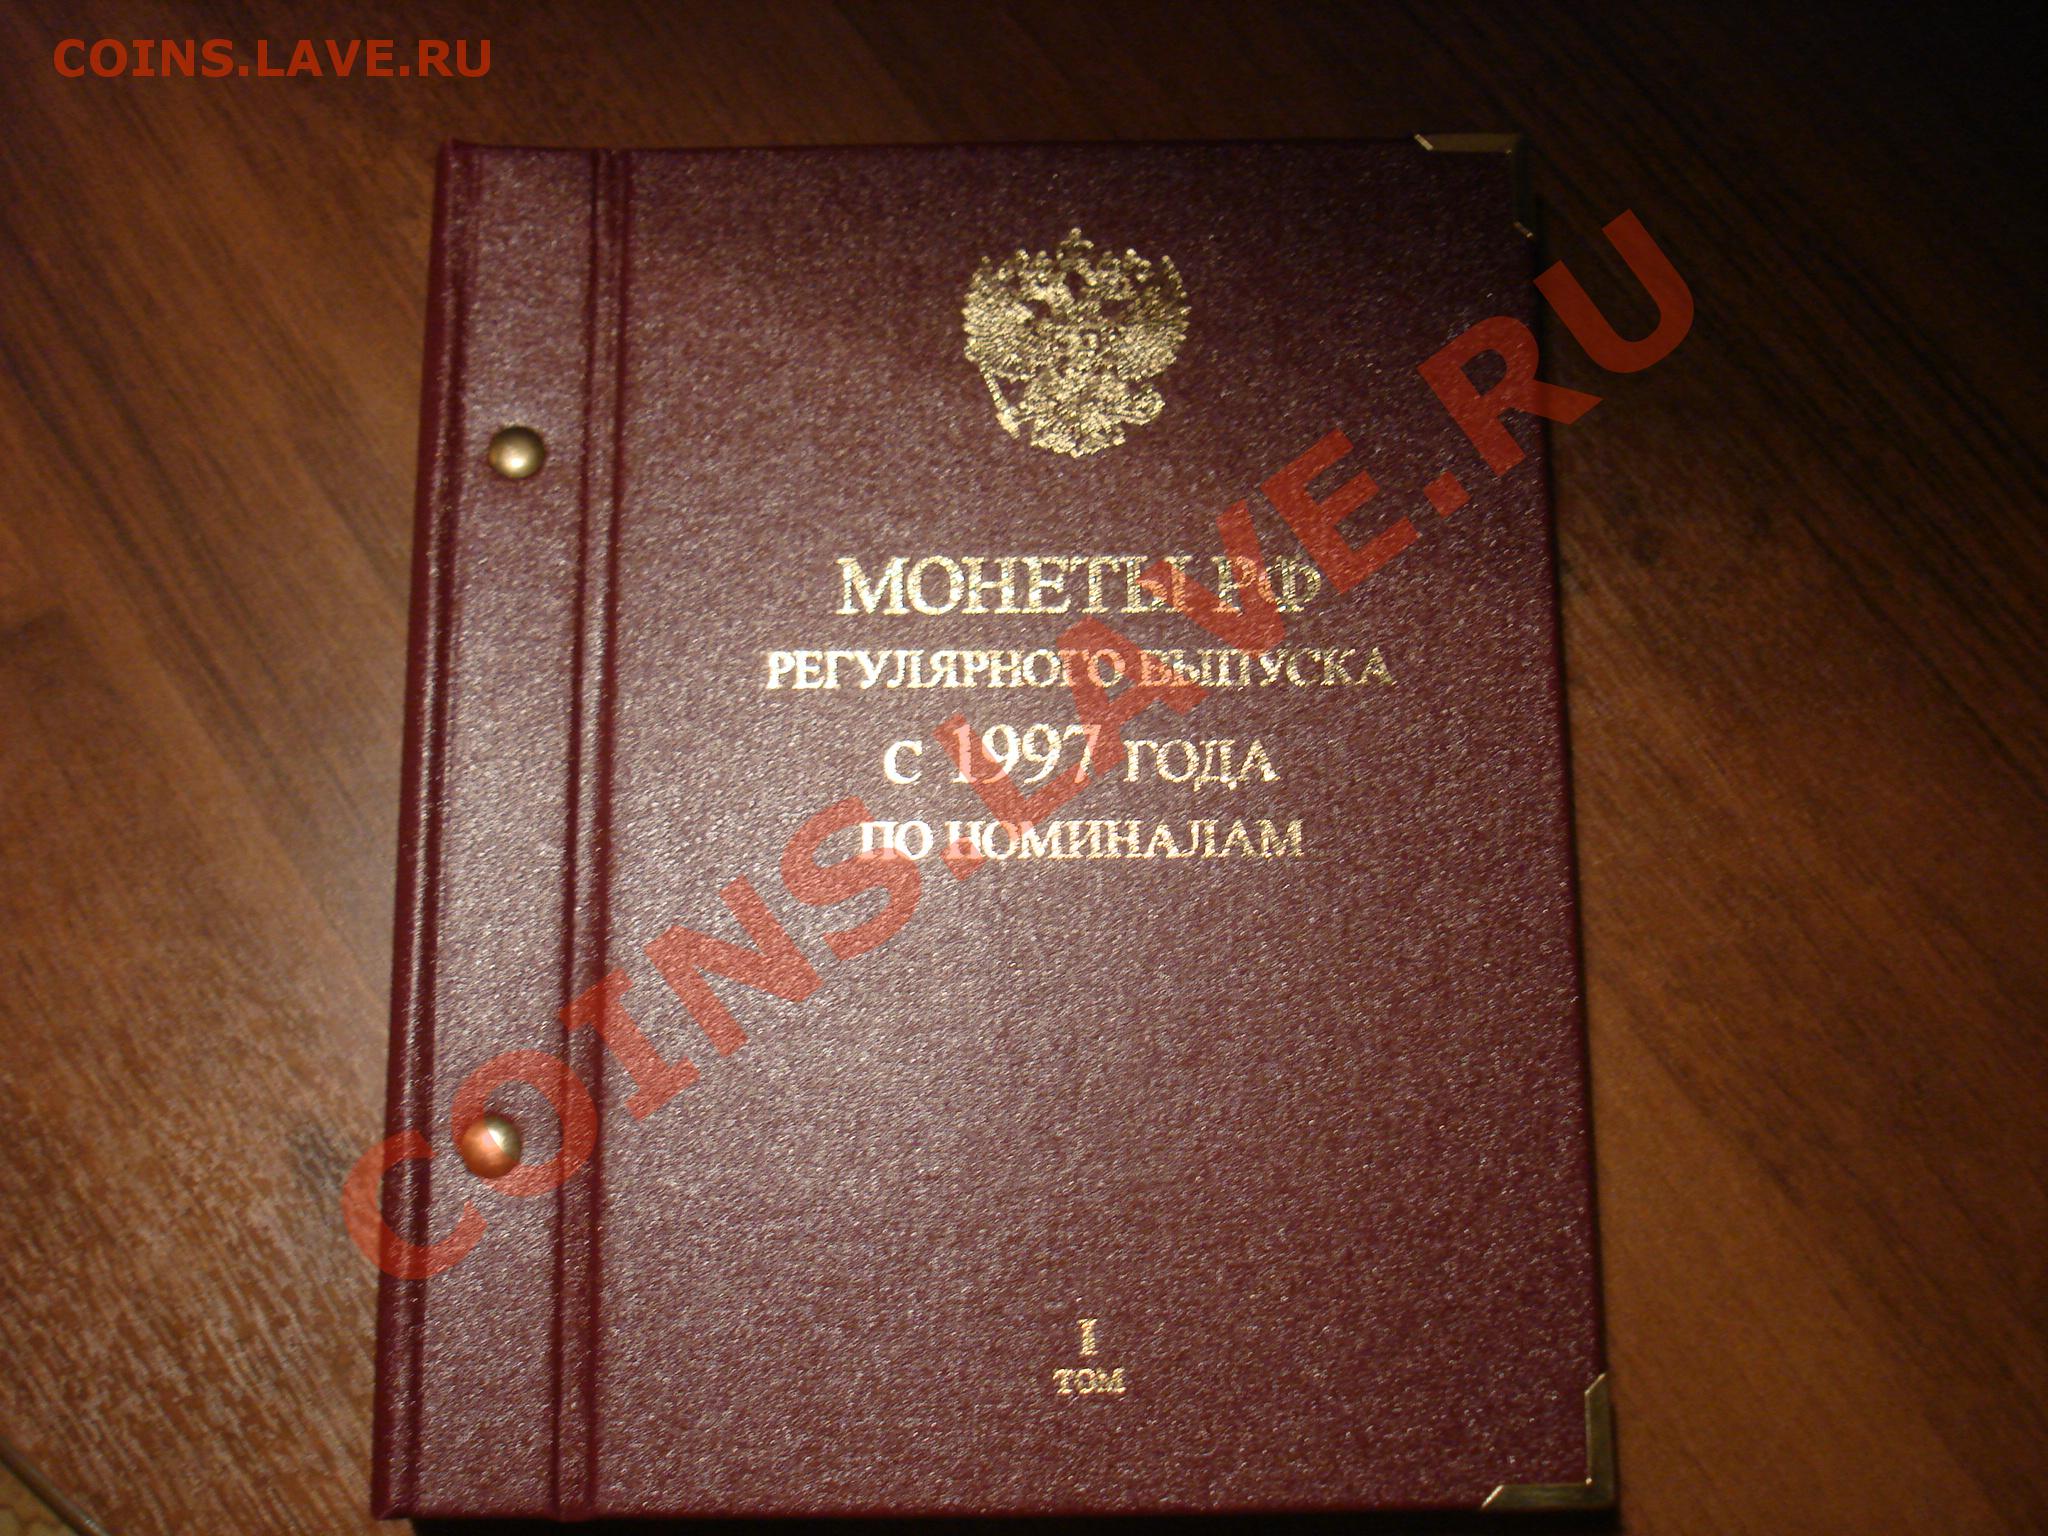 COINS.LAVE.RU
МОНЕТЫ РФ
РЕГУЛЯРНОГО ВЫПУСКА
С 1997 ГОДА
ПО НОМИНАЛАМ
COINS.LAVE.RU
I
ТОМ